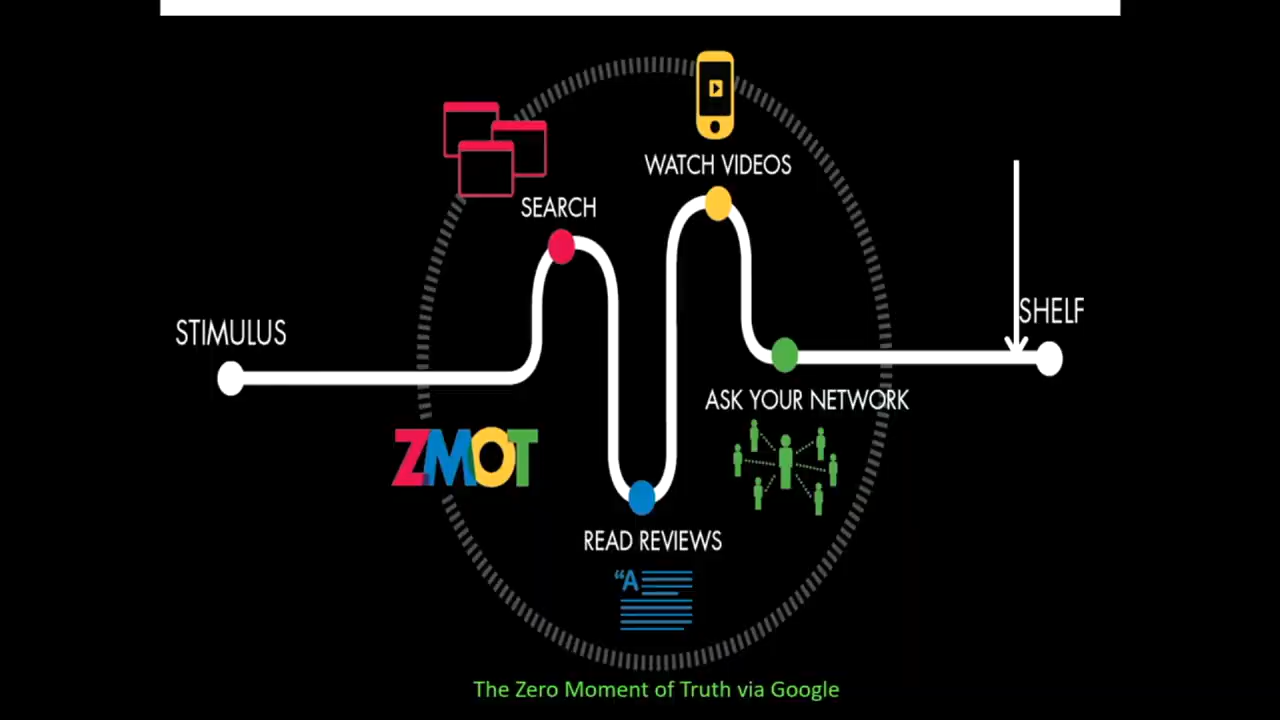 WATCH VIDEOS
SEARCH
STIMULUS
SHELF
ASK YOUR NETWORK
ZMOT
READ REVIEWS
“A
The Zero Moment of Truth via Google